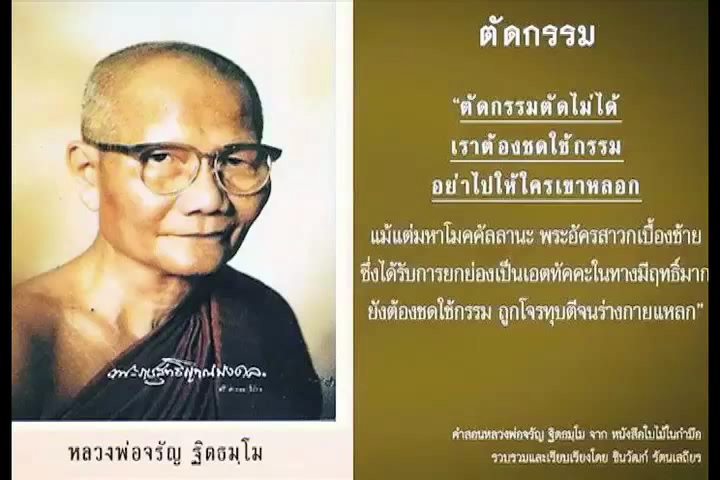 ตัดกรรม
“ตัดกรรมตัดไม่ได้
เราต้องชดใช้กรรม
อย่าไปให้ใครเขาหลอก
แม้แต่มหาโมคคัลลานะ พระอัครสาวกเบื้องซ้าย
ซึ่งได้รับการยกย่องเป็นเอตทัคคะในทางมีฤทธิ์มาก
ยังต้องชดใช้กรรม ถูกโจรทุบตีจนร่างกายแหลก”
หลวงพ่อจรัญ ฐิตธมฺโม
คำสอนหลวงพ่อจรัญ ฐิตธมฺโม จาก หนังสือใบไม้ในกำมือ
รวบรวมและเรียบเรียงโดย ชินวัฒก์ รัตนเสถียร